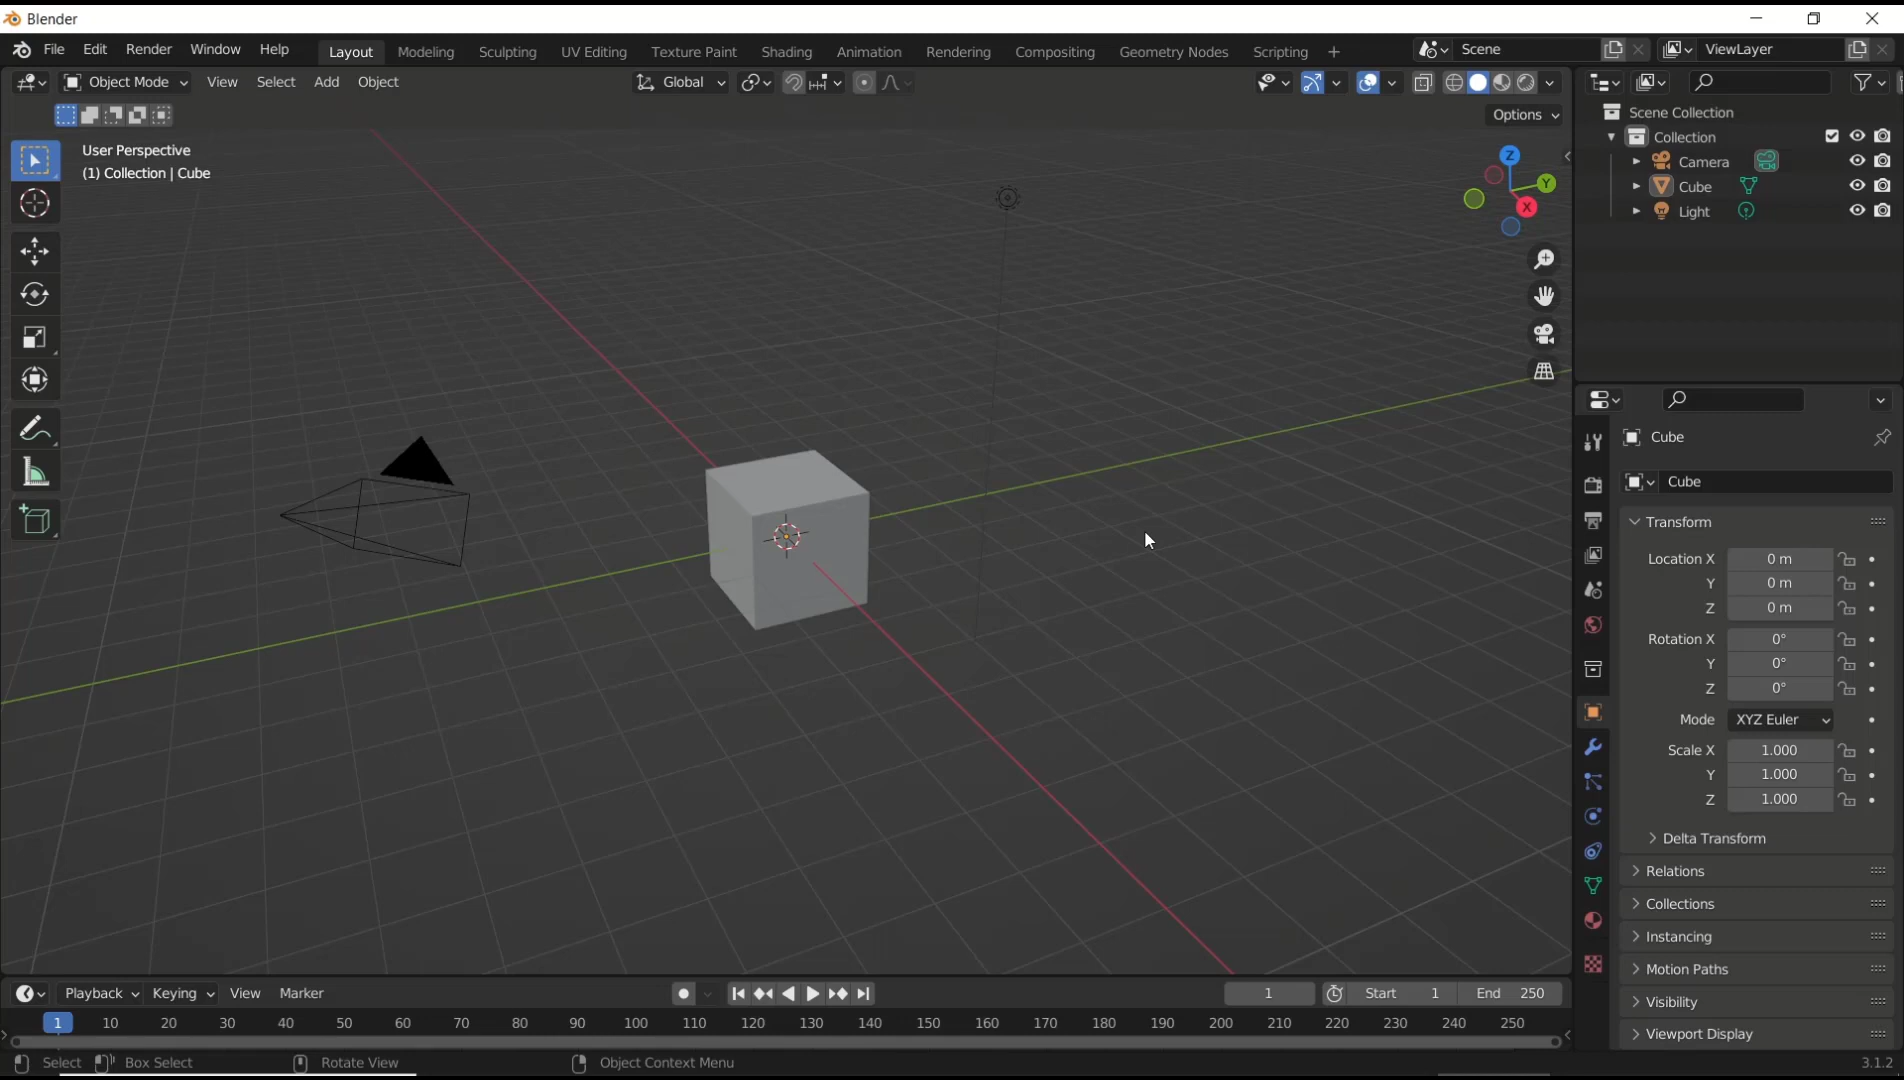 Blender
File Edit Render Window Help Layout Modeling Sculpting UV Editing Texture Paint Shading Animation Rendering Compositing Geometry Nodes Scripting + Scene ViewLayer
Object Mode View Select Add Object Global
Options
User Perspective
(1) Collection | Cube
Z
Y
X
Scene Collection
Collection
Camera
Cube
Light
Cube
Cube
Transform
Location X 0 m
Y 0 m
Z 0 m
Rotation X 0°
Y 0°
Z 0°
Mode XYZ Euler
Scale X 1.000
Y 1.000
Z 1.000
Delta Transform
Relations
Collections
Instancing
Motion Paths
Visibility
Viewport Display
Playback Keying View Marker 1 Start 1 End 250
1 10 20 30 40 50 60 70 80 90 100 110 120 130 140 150 160 170 180 190 200 210 220 230 240 250
Select Box Select Rotate View Object Context Menu 3.1.2